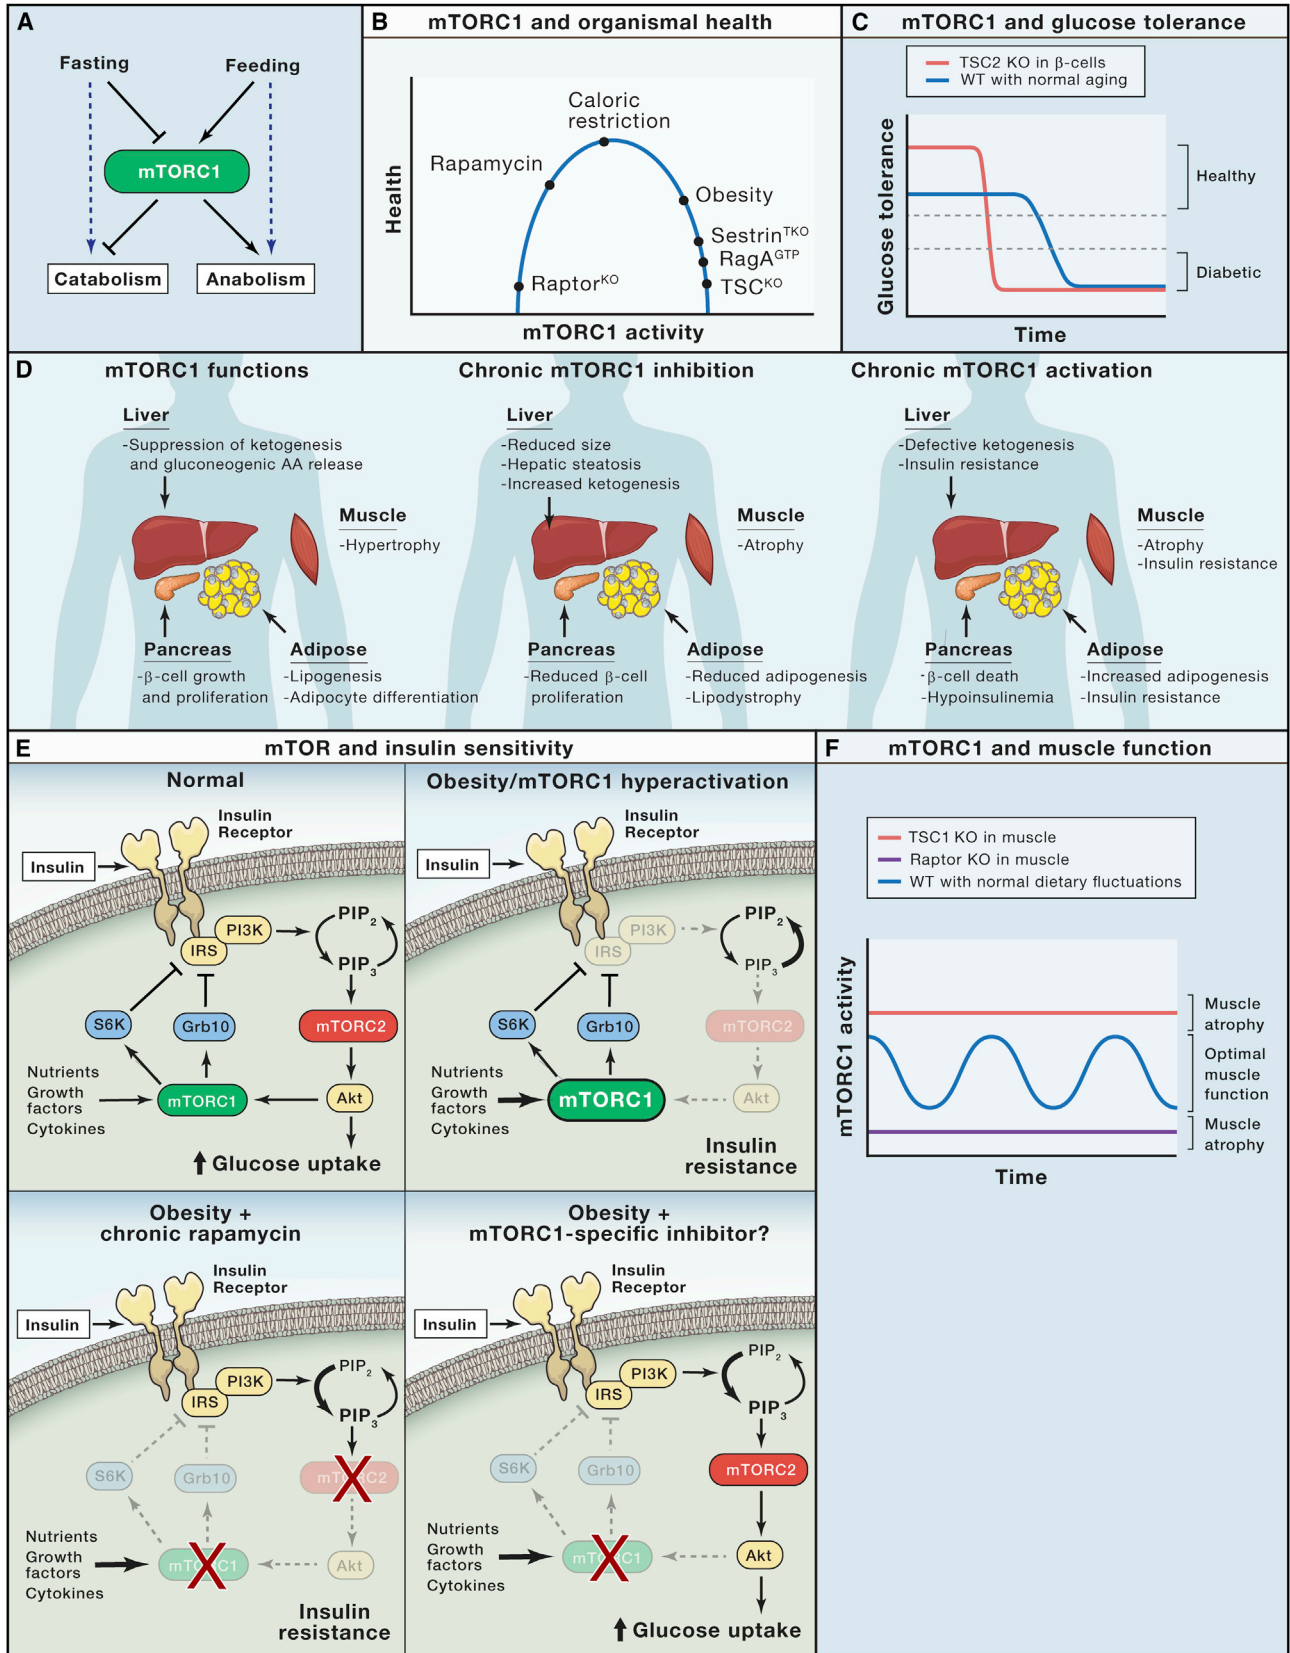 A
Fasting
Feeding
mTORC1
Catabolism
Anabolism
B
mTORC1 and organismal health
Health
Caloric
restriction
Rapamycin
Obesity
Sestrin^TKO
RagA^GTP
Raptor^KO
TSC^KO
mTORC1 activity
C
mTORC1 and glucose tolerance
TSC2 KO in β-cells
WT with normal aging
Glucose tolerance
Healthy
Diabetic
Time
D
mTORC1 functions
Liver
-Suppression of ketogenesis
and gluconeogenic AA release
Muscle
-Hypertrophy
Pancreas
-β-cell growth
and proliferation
Adipose
-Lipogenesis
-Adipocyte differentiation
Chronic mTORC1 inhibition
Liver
-Reduced size
-Hepatic steatosis
-Increased ketogenesis
Muscle
-Atrophy
Pancreas
-Reduced β-cell
proliferation
Adipose
-Reduced adipogenesis
-Lipodystrophy
Chronic mTORC1 activation
Liver
-Defective ketogenesis
-Insulin resistance
Muscle
-Atrophy
-Insulin resistance
Pancreas
-β-cell death
-Hypoinsulinemia
Adipose
-Increased adipogenesis
-Insulin resistance
E
mTOR and insulin sensitivity
Normal
Insulin
Receptor
Insulin
PI3K
IRS
PIP₂
PIP₃
S6K
Grb10
mTORC2
Nutrients
Growth
factors
Cytokines
mTORC1
Akt
Glucose uptake
Obesity/mTORC1 hyperactivation
Insulin
Receptor
Insulin
PI3K
IRS
PIP₂
PIP₃
S6K
Grb10
mTORC2
Nutrients
Growth
factors
Cytokines
mTORC1
Akt
Insulin
resistance
Obesity +
chronic rapamycin
Insulin
Receptor
Insulin
PI3K
IRS
PIP₂
PIP₃
S6K
Grb10
mTORC2
Nutrients
Growth
factors
Cytokines
mTORC1
Akt
Insulin
resistance
Obesity +
mTORC1-specific inhibitor?
Insulin
Receptor
Insulin
PI3K
IRS
PIP₂
PIP₃
S6K
Grb10
mTORC2
Nutrients
Growth
factors
Cytokines
mTORC1
Akt
Glucose uptake
F
mTORC1 and muscle function
TSC1 KO in muscle
Raptor KO in muscle
WT with normal dietary fluctuations
mTORC1 activity
Muscle
atrophy
Optimal
muscle
function
Muscle
atrophy
Time